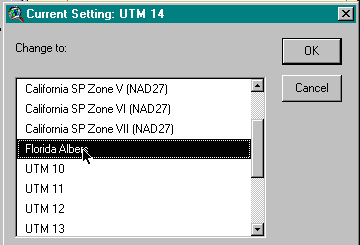 Current Setting: UTM 14
Change to:
OK
Cancel
California SP Zone V (NAD27)
California SP Zone VI (NAD27)
California SP Zone VII (NAD27)
Florida Albers
UTM 10
UTM 11
UTM 12
UTM 13